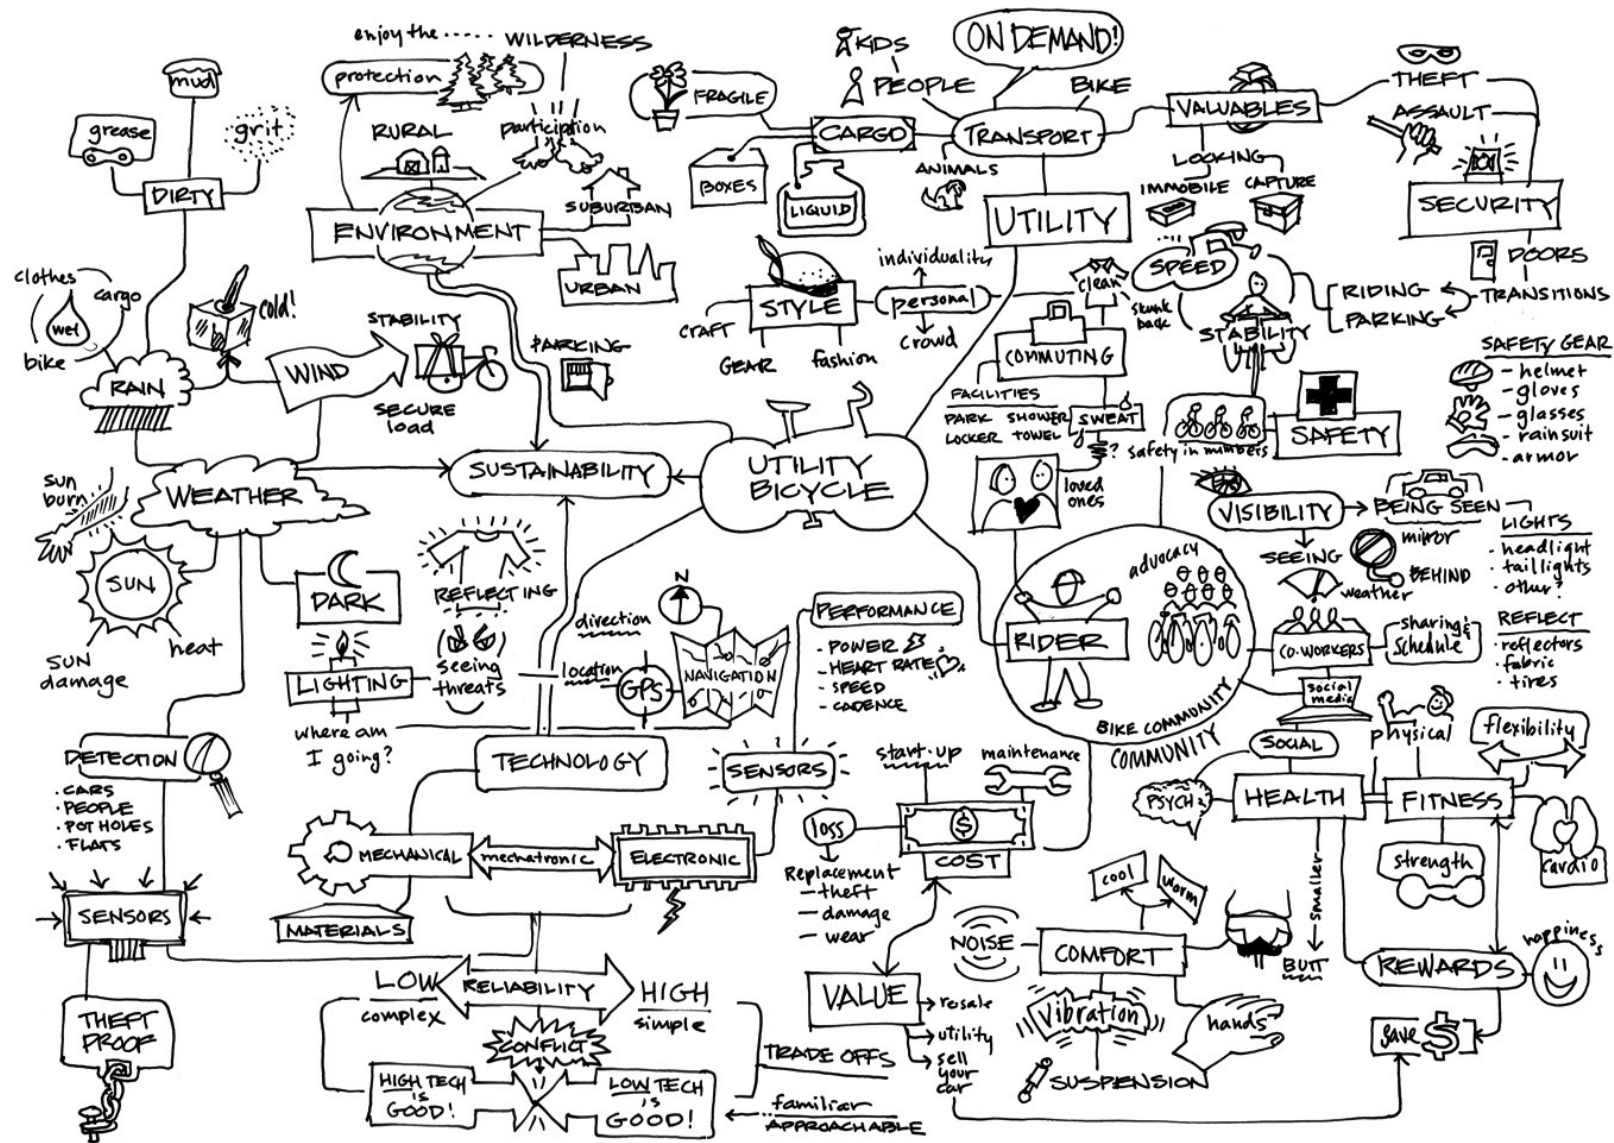 enjoy the ..... WILDERNESS
protection
mud
grease
grit
DIRTY
RURAL
participation
SUBURBAN
ENVIRONMENT
URBAN
FRAGILE
CARGO
BOXES
LIQUID
KIDS
PEOPLE
ON DEMAND!
BIKE
TRANSPORT
ANIMALS
UTILITY
VALUABLES
LOOKING
IMMOBILE
CAPTURE
THEFT
ASSAULT
SECURITY
DOORS
TRANSITIONS
RIDING
PARKING
SPEED
STABILITY
clothes
cargo
wet
bike
cold!
RAIN
WIND
STABILITY
SECURE
LOAD
PARKING
STYLE
CRAFT
GEAR
fashion
individuality
personal
crowd
clean
skunk
back
COMMUTING
FACILITIES
PARK SHOWER
LOCKER TOWEL
SWEAT
?
loved
ones
safety in numbers
SAFETY
SAFETY GEAR
- helmet
- gloves
- glasses
- rain suit
- armor
sun
burn
WEATHER
SUSTAINABILITY
UTILITY
BICYCLE
SUN
SUN
damage
heat
DARK
REFLECTING
LIGHTING
seeing
threats
where am
I going?
N
direction
location
GPS
NAVIGATION
PERFORMANCE
- POWER
- HEART RATE
- SPEED
- CADENCE
VISIBILITY
BEING SEEN
SEEING
mirror
BEHIND
weather
LIGHTS
· headlight
· taillights
· other?
REFLECT
· reflectors
· fabric
· tires
advocacy
RIDER
BIKE COMMUNITY
COMMUNITY
CO-WORKERS
sharing &
Schedule
social
media
SOCIAL
physical
flexibility
PSYCH
HEALTH
FITNESS
cardio
strength
smaller
BUTT
REWARDS
happiness
save $
DETECTION
· CARS
· PEOPLE
· POT HOLES
· FLATS
SENSORS
THEFT
PROOF
TECHNOLOGY
SENSORS
MECHANICAL
mechatronic
ELECTRONIC
MATERIALS
LOW
complex
RELIABILITY
HIGH
simple
CONFLICT
HIGH TECH
is
GOOD!
LOW TECH
is
GOOD!
TRADE OFFS
familiar
APPROACHABLE
start-up
maintenance
loss
$
COST
Replacement
- theft
- damage
- wear
VALUE
resale
utility
sell
your
car
cool
warm
NOISE
COMFORT
Vibration
hands
SUSPENSION